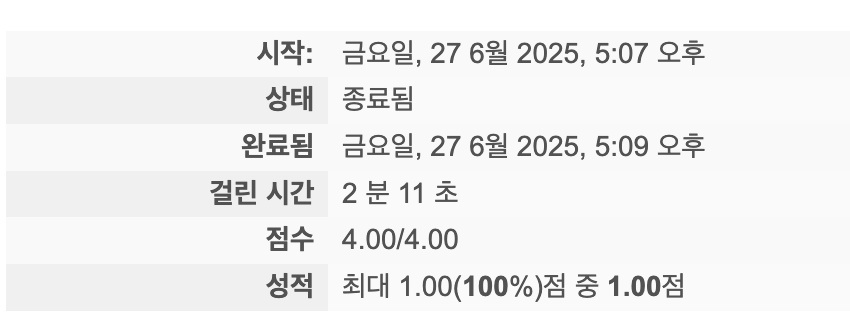 시작: 금요일, 27 6월 2025, 5:07 오후
상태 종료됨
완료됨 금요일, 27 6월 2025, 5:09 오후
걸린 시간 2 분 11 초
점수 4.00/4.00
성적 최대 1.00(100%)점 중 1.00점